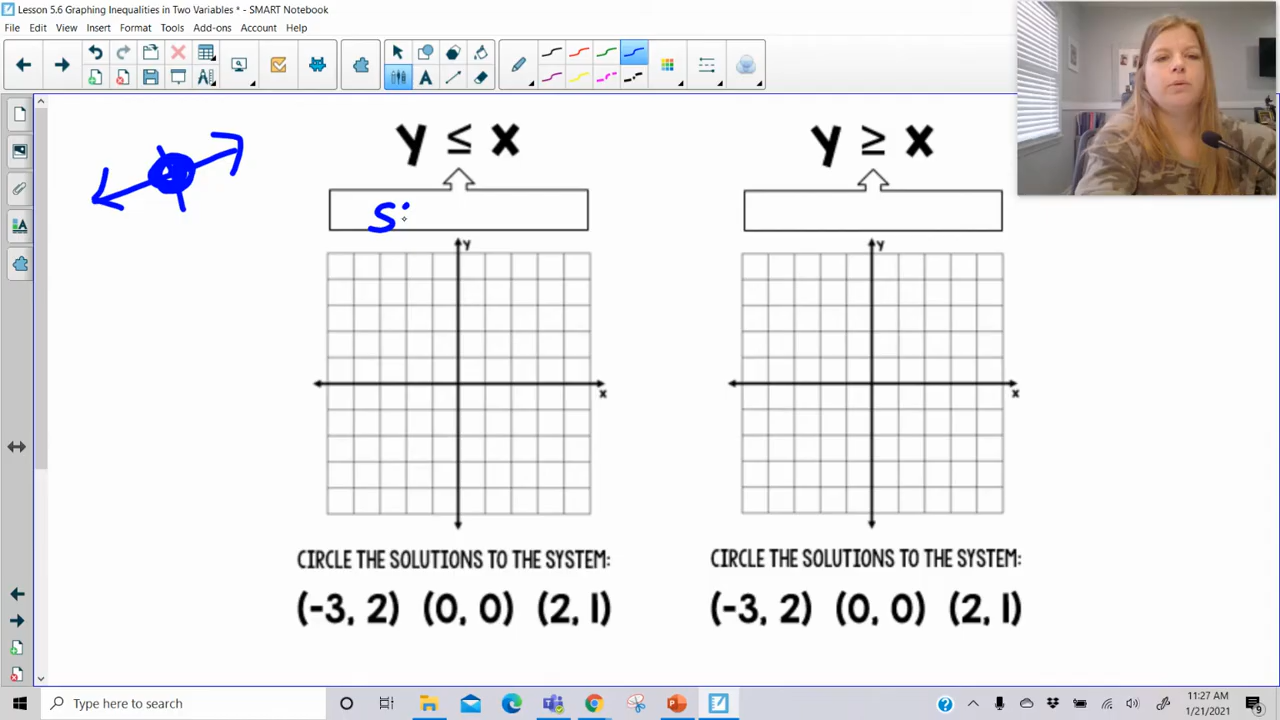 Lesson 5.6 Graphing Inequalities in Two Variables * - SMART Notebook
File Edit View Insert Format Tools Add-ons Account Help
y ≤ x
y ≥ x
S:
y
y
x
x
CIRCLE THE SOLUTIONS TO THE SYSTEM:
(-3, 2) (0, 0) (2, 1)
CIRCLE THE SOLUTIONS TO THE SYSTEM:
(-3, 2) (0, 0) (2, 1)
Type here to search
11:27 AM
1/21/2021
9